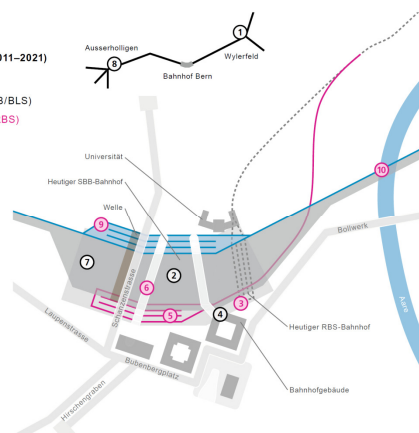 1
Ausserholligen
011–2021)
Wylerfeld
8
Bahnhof Bern
/BLS)
BS)
Universität
10
Heutiger SBB-Bahnhof
Welle
9
Bollwerk
7
2
Schanzenstrasse
6
3
Aare
4
5
Laupenstrasse
Heutiger RBS-Bahnhof
Bubenbergplatz
Bahnhofgebäude
Hirschengraben